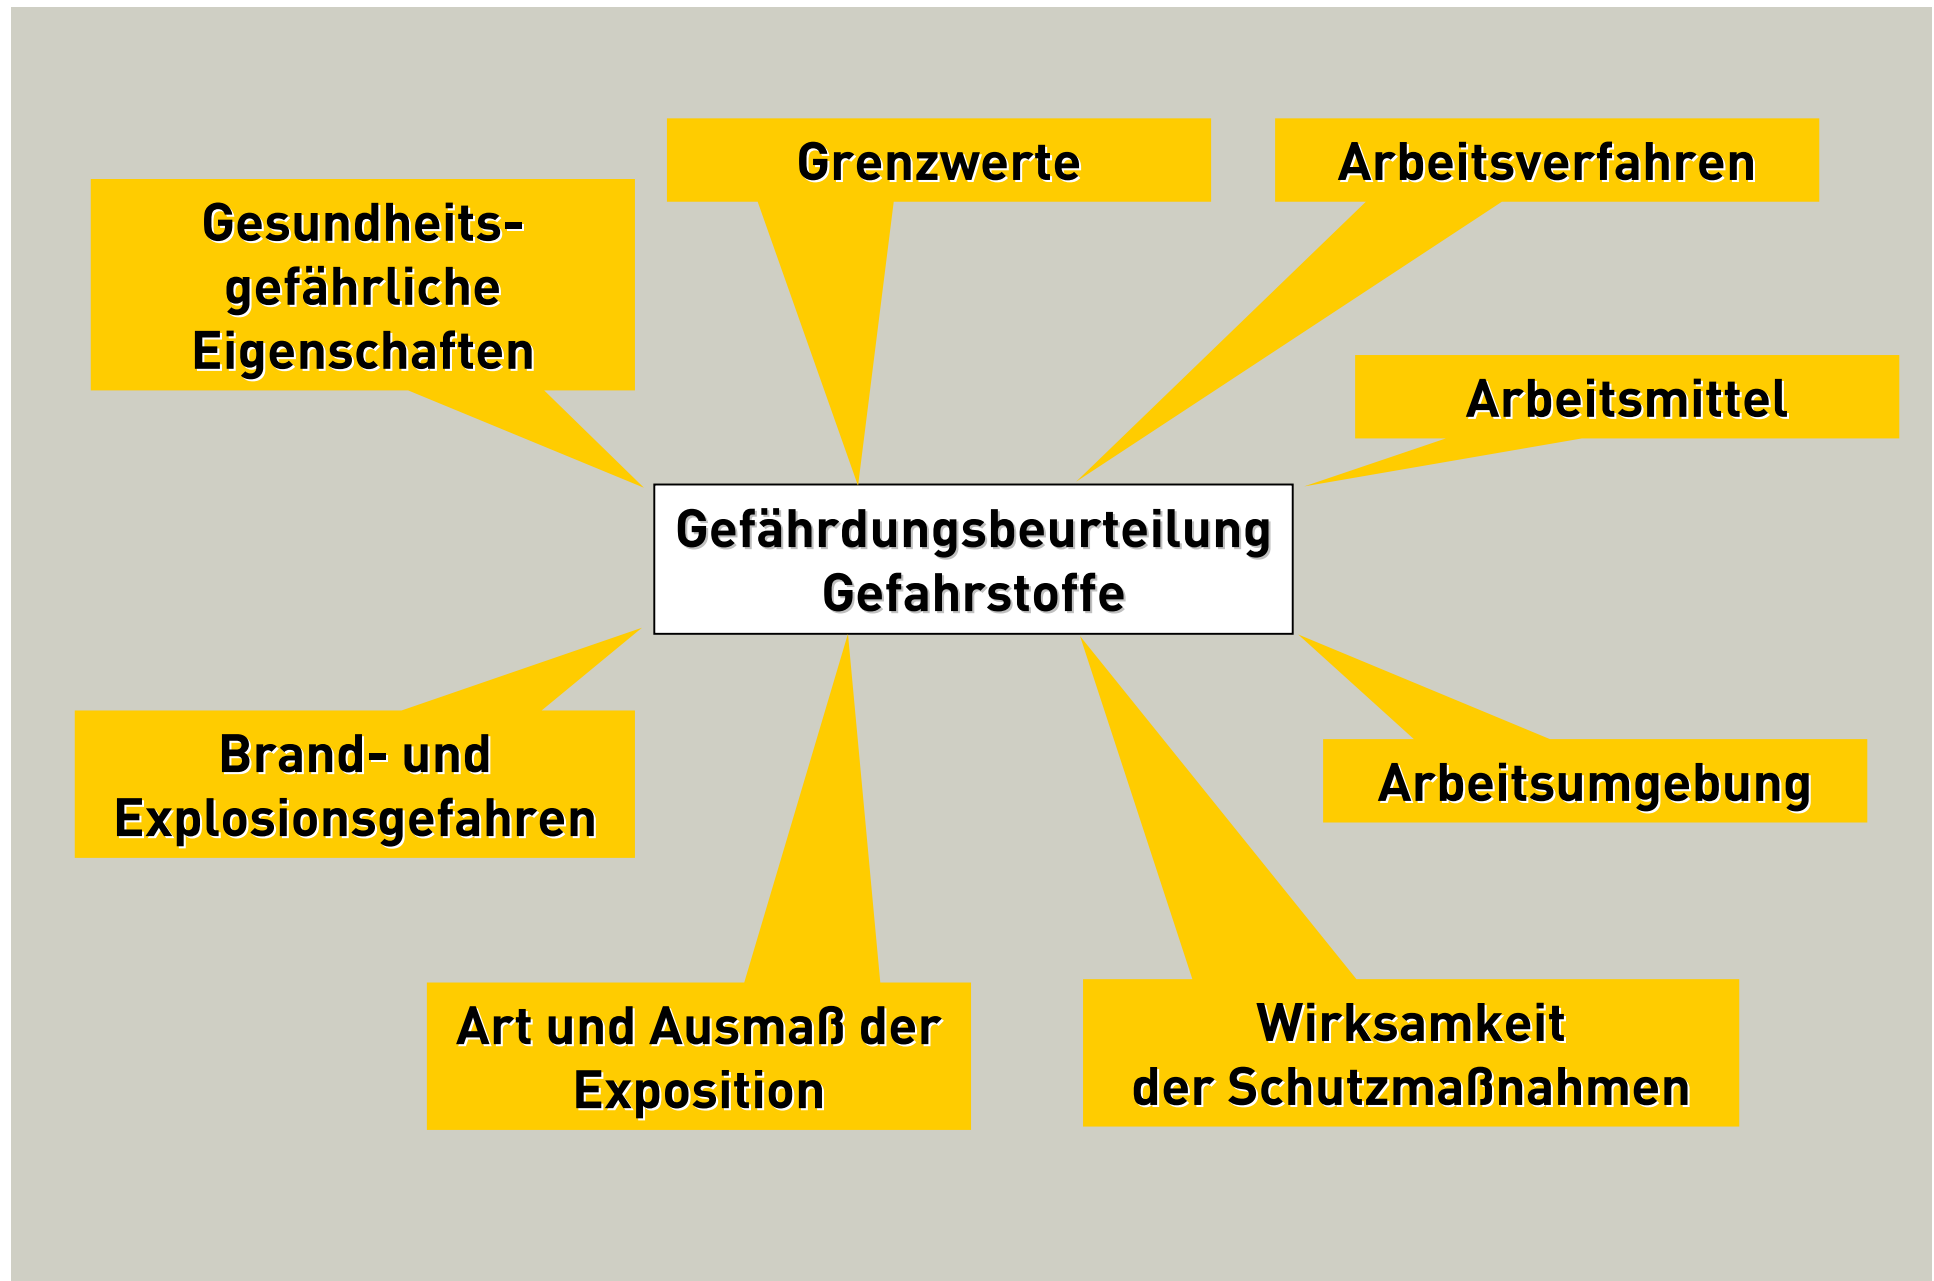 Grenzwerte
Arbeitsverfahren
Gesundheits-
gefährliche
Eigenschaften
Arbeitsmittel
Gefährdungsbeurteilung
Gefahrstoffe
Brand- und
Explosionsgefahren
Arbeitsumgebung
Art und Ausmaß der
Exposition
Wirksamkeit
der Schutzmaßnahmen